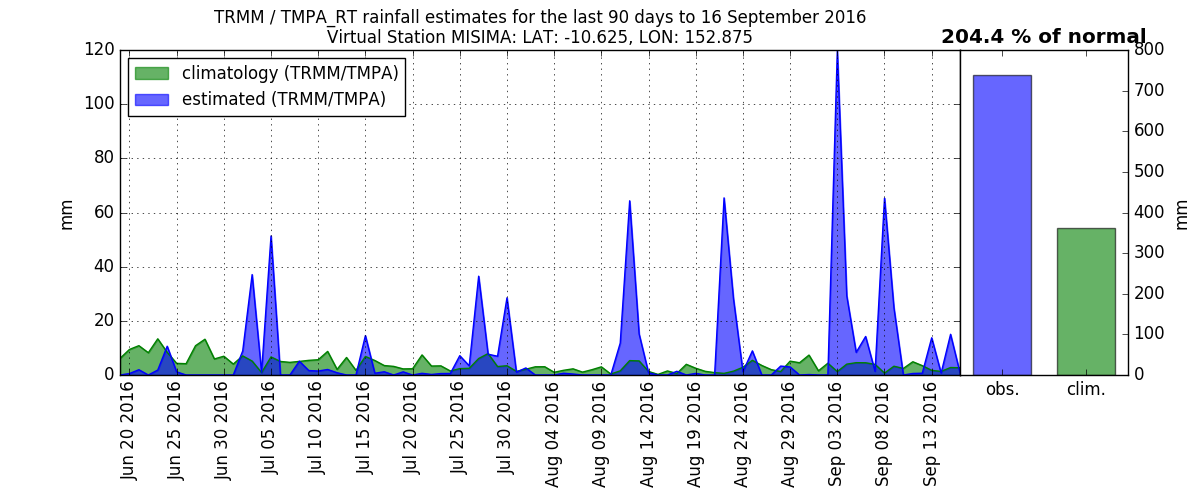 TRMM / TMPA_RT rainfall estimates for the last 90 days to 16 September 2016
Virtual Station MISIMA: LAT: -10.625, LON: 152.875
204.4 % of normal
climatology (TRMM/TMPA)
estimated (TRMM/TMPA)
mm
120
100
80
60
40
20
0
Jun 20 2016
Jun 25 2016
Jun 30 2016
Jul 05 2016
Jul 10 2016
Jul 15 2016
Jul 20 2016
Jul 25 2016
Jul 30 2016
Aug 04 2016
Aug 09 2016
Aug 14 2016
Aug 19 2016
Aug 24 2016
Aug 29 2016
Sep 03 2016
Sep 08 2016
Sep 13 2016
obs.
clim.
800
700
600
500
400
300
200
100
0
mm